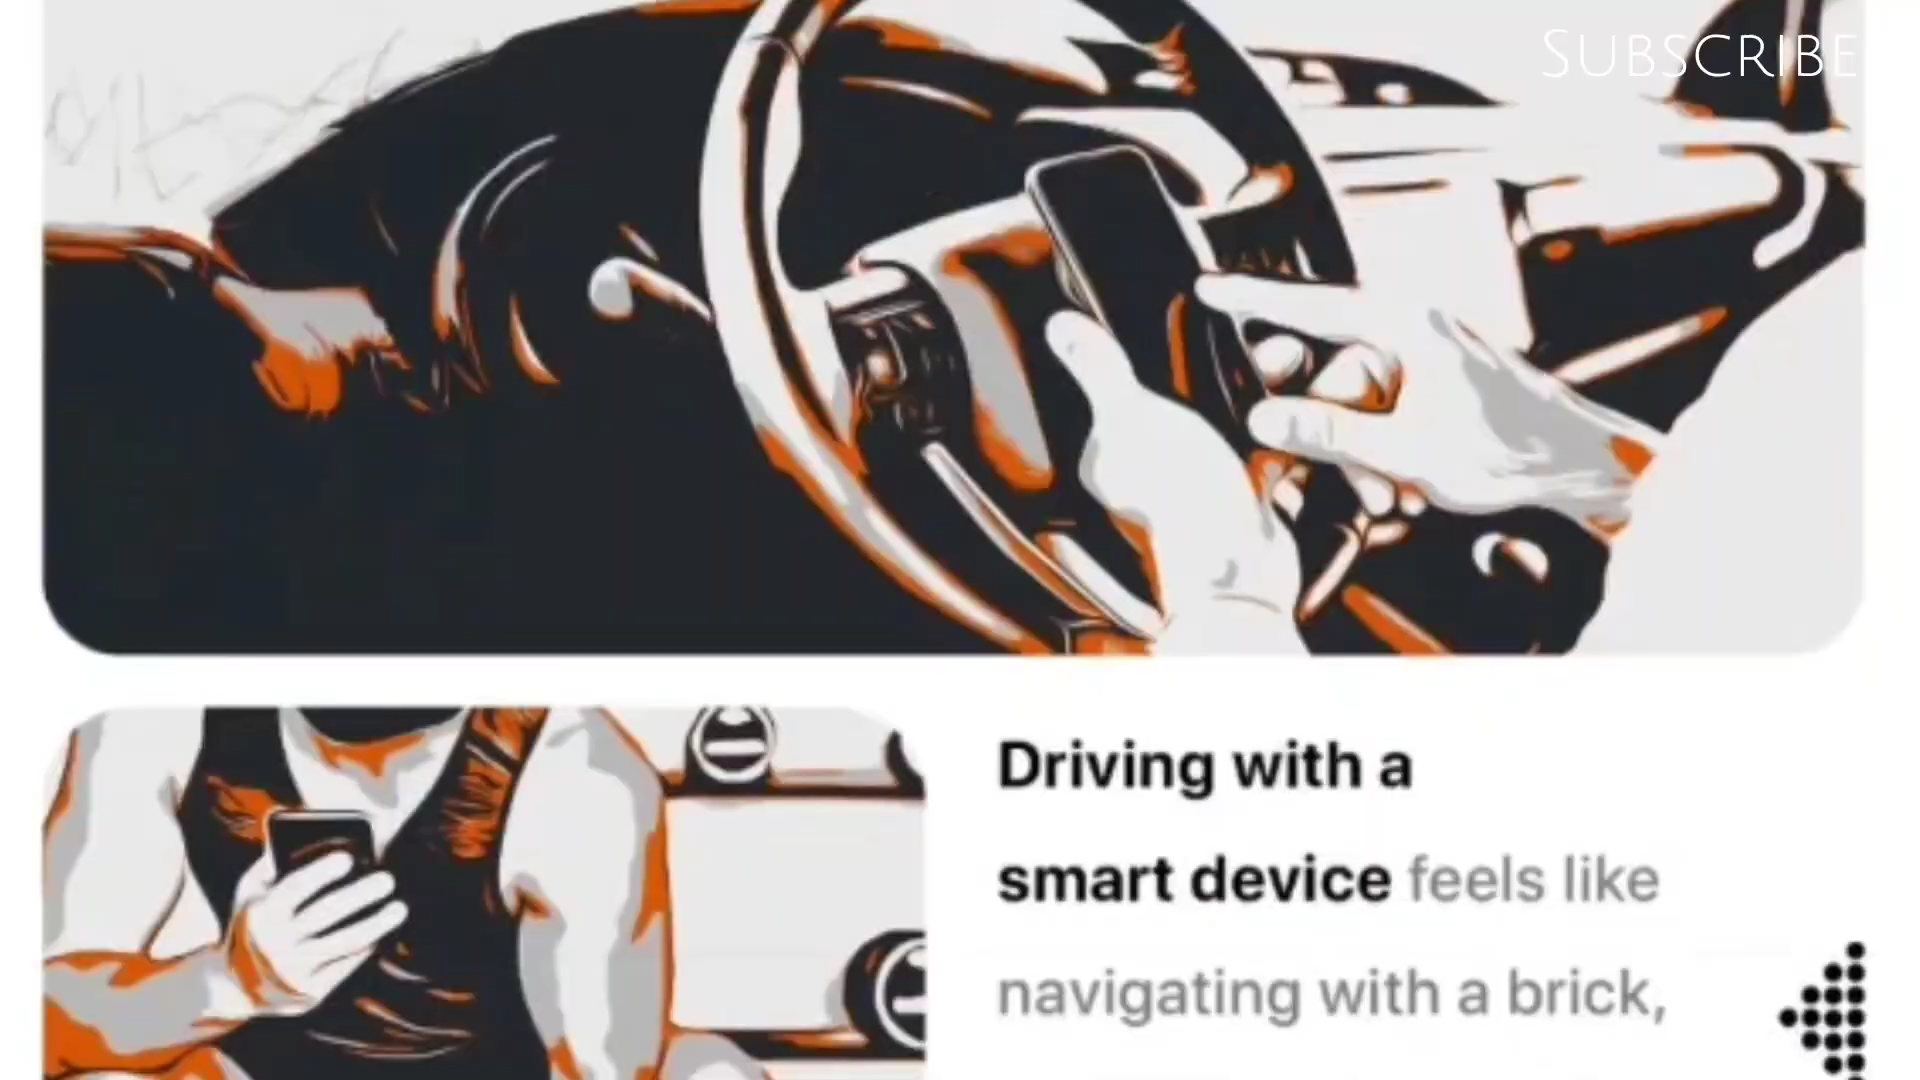 SUBSCRIBE
Driving with a
smart device feels like
navigating with a brick,